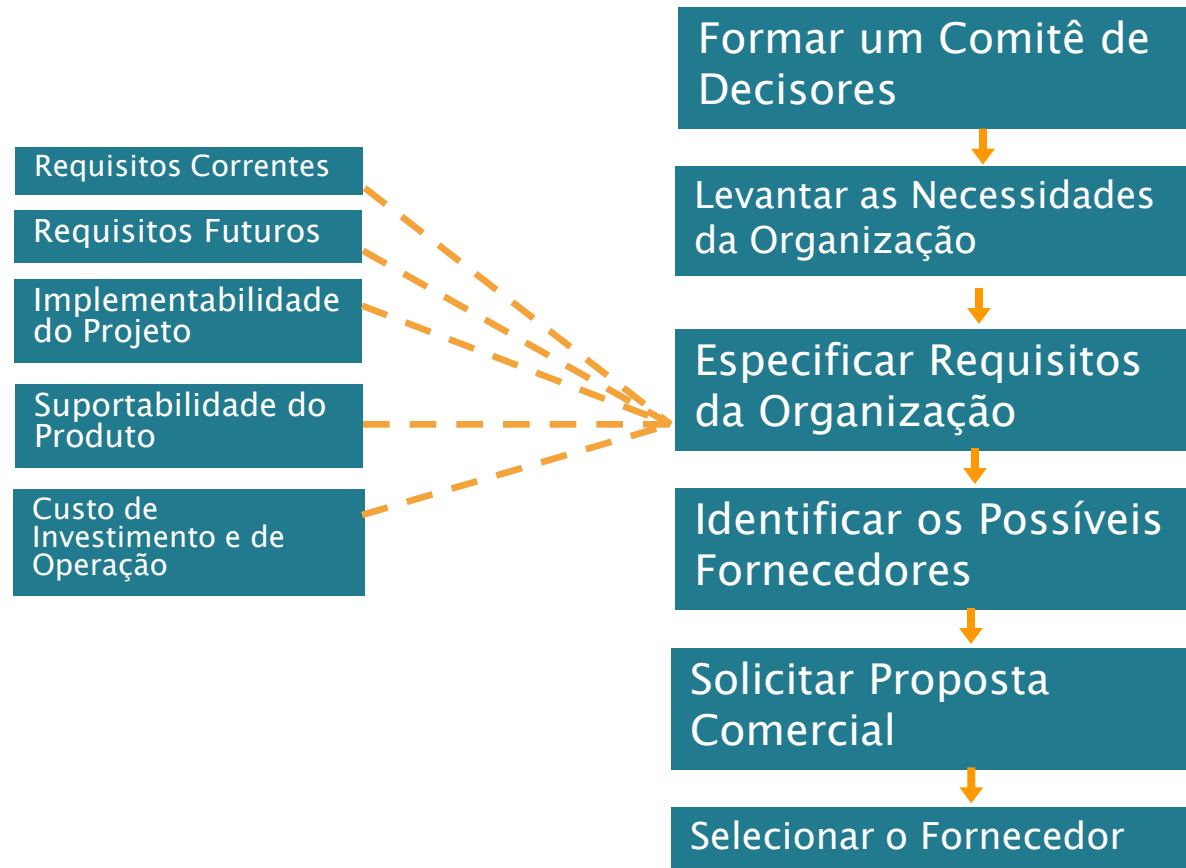 Formar um Comitê de
Decisores
Levantar as Necessidades
da Organização
Especificar Requisitos
da Organização
Identificar os Possíveis
Fornecedores
Solicitar Proposta
Comercial
Selecionar o Fornecedor
Requisitos Correntes
Requisitos Futuros
Implementabilidade
do Projeto
Suportabilidade do
Produto
Custo de
Investimento e de
Operação